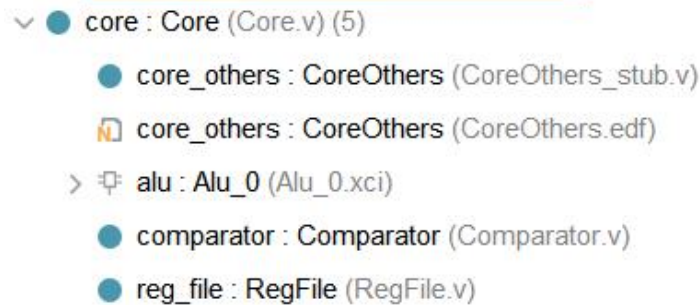 core : Core (Core.v) (5)
core_others : CoreOthers (CoreOthers_stub.v)
core_others : CoreOthers (CoreOthers.edf)
alu : Alu_0 (Alu_0.xci)
comparator : Comparator (Comparator.v)
reg_file : RegFile (RegFile.v)